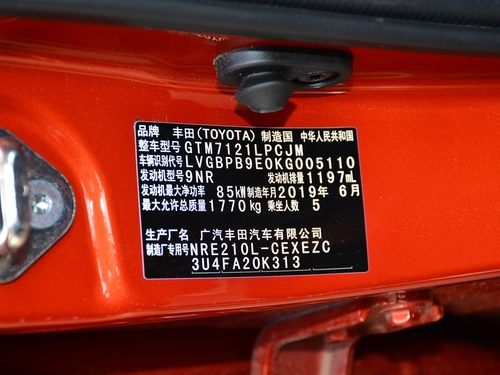 品牌 丰田(TOYOTA) 制造国 中华人民共和国
整车型号 GTM7121LPCJM
车辆识别代号 LVGBPB9E0KG005110
发动机型号 9NR 发动机排量 1197mL
发动机最大净功率 85kW 制造年月 2019年 6月
最大允许总质量 1770kg 乘坐人数 5
生产厂名 广汽丰田汽车有限公司
制造厂专用号 NRE210L-CEXEZC
3U4FA20K313